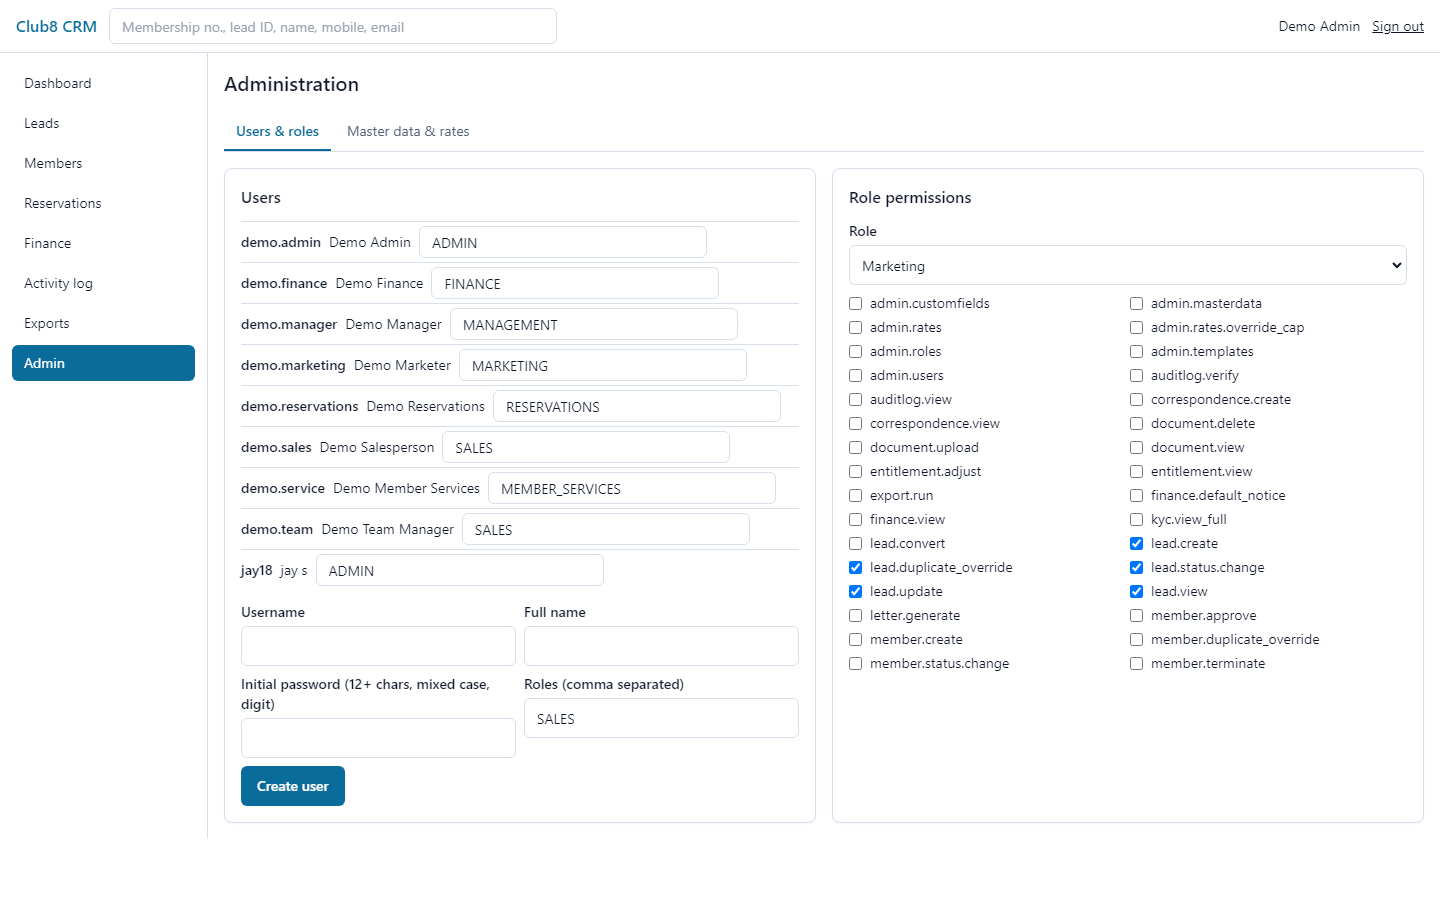 Club8 CRM
Membership no., lead ID, name, mobile, email
Demo Admin Sign out
Dashboard
Leads
Members
Reservations
Finance
Activity log
Exports
Admin
Administration
Users & roles Master data & rates
Users
demo.admin Demo Admin ADMIN
demo.finance Demo Finance FINANCE
demo.manager Demo Manager MANAGEMENT
demo.marketing Demo Marketer MARKETING
demo.reservations Demo Reservations RESERVATIONS
demo.sales Demo Salesperson SALES
demo.service Demo Member Services MEMBER_SERVICES
demo.team Demo Team Manager SALES
jay18 jay s ADMIN
Username
Full name
Initial password (12+ chars, mixed case,
digit)
Roles (comma separated)
SALES
Create user
Role permissions
Role
Marketing
admin.customfields admin.masterdata
admin.rates admin.rates.override_cap
admin.roles admin.templates
admin.users auditlog.verify
auditlog.view correspondence.create
correspondence.view document.delete
document.upload document.view
entitlement.adjust entitlement.view
export.run finance.default_notice
finance.view kyc.view_full
lead.convert lead.create
lead.duplicate_override lead.status.change
lead.update lead.view
letter.generate member.approve
member.create member.duplicate_override
member.status.change member.terminate